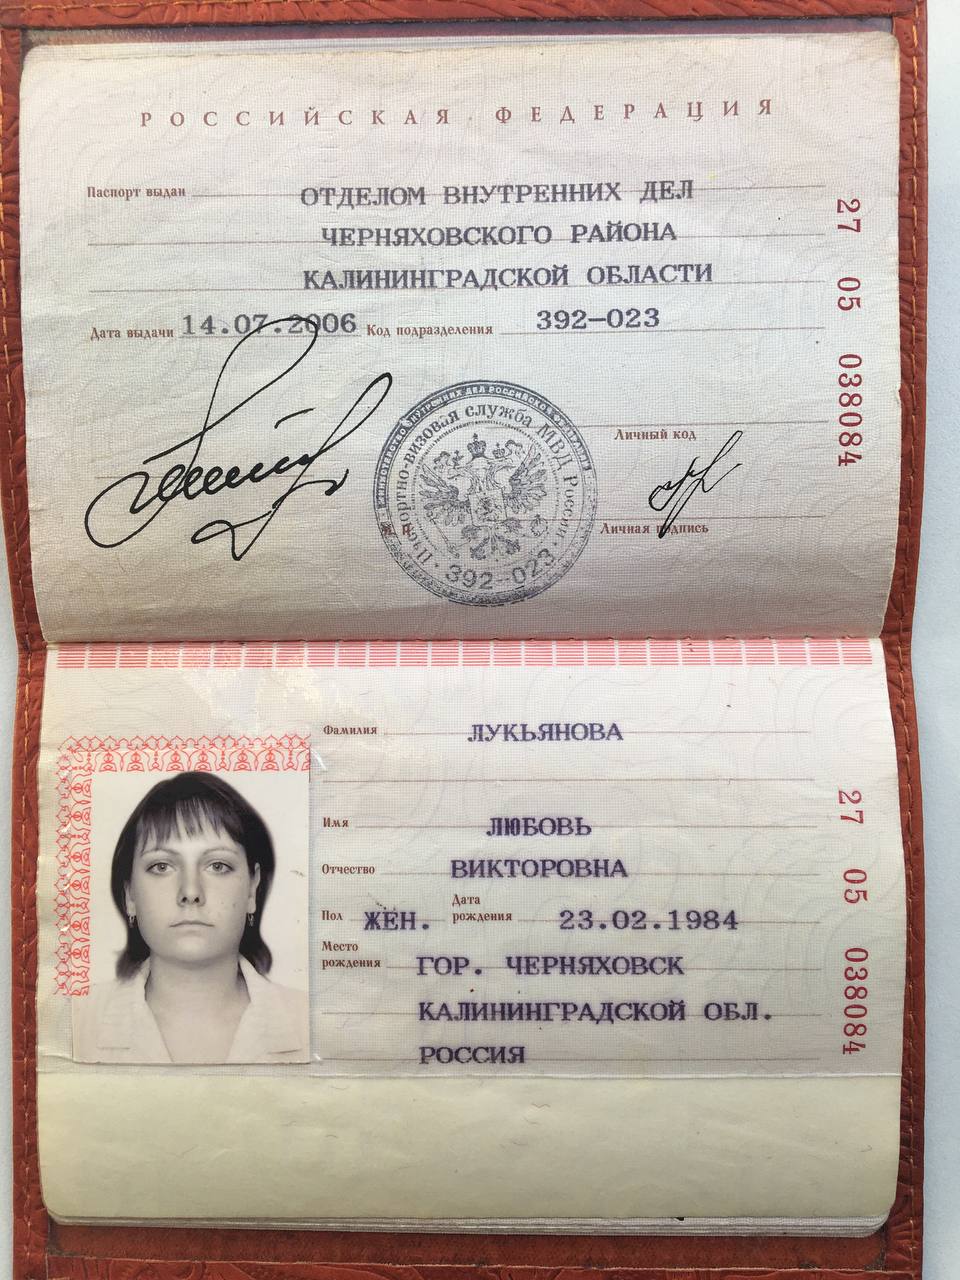 РОССИЙСКАЯ ФЕДЕРАЦИЯ
Паспорт выдан ОТДЕЛОМ ВНУТРЕННИХ ДЕЛ
ЧЕРНЯХОВСКОГО РАЙОНА
КАЛИНИНГРАДСКОЙ ОБЛАСТИ
Дата выдачи 14.07.2006 Код подразделения 392-023
Личный код
Личная подпись
М.П.
Паспортно-визовая служба МВД России
392-023
27 05 038084
Фамилия ЛУКЬЯНОВА
Имя ЛЮБОВЬ
Отчество ВИКТОРОВНА
Пол ЖЕН. Дата рождения 23.02.1984
Место рождения ГОР. ЧЕРНЯХОВСК
КАЛИНИНГРАДСКОЙ ОБЛ.
РОССИЯ
27 05 038084